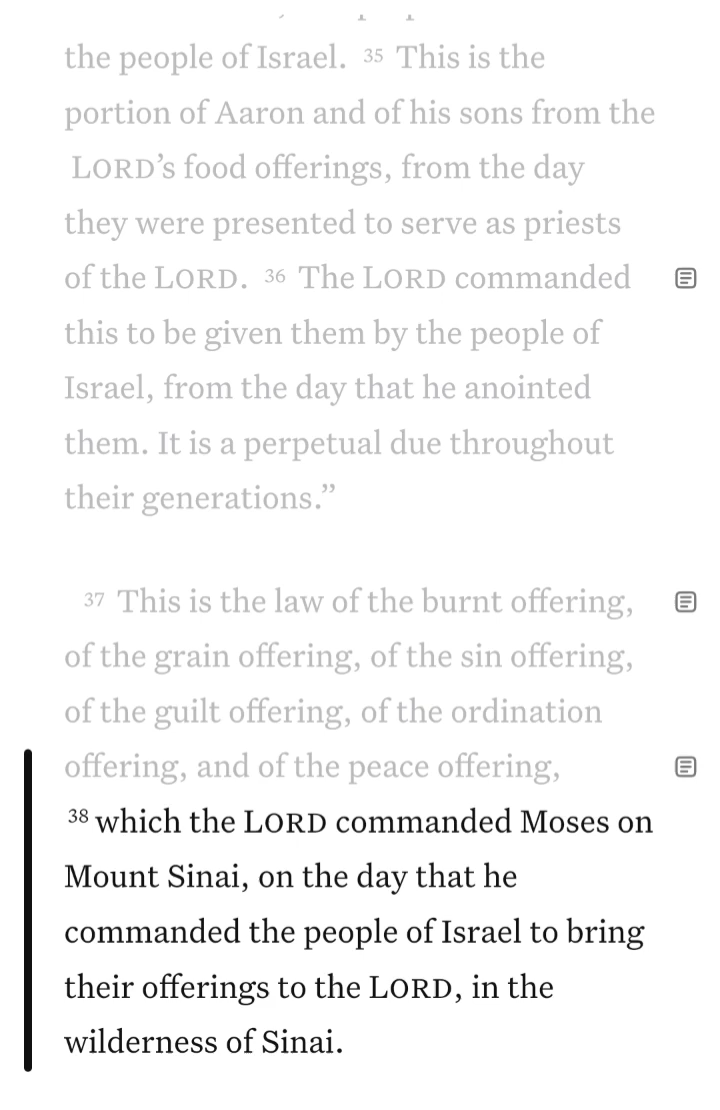 the people of Israel. 35 This is the
portion of Aaron and of his sons from the
LORD’s food offerings, from the day
they were presented to serve as priests
of the LORD. 36 The LORD commanded
this to be given them by the people of
Israel, from the day that he anointed
them. It is a perpetual due throughout
their generations.”
37 This is the law of the burnt offering,
of the grain offering, of the sin offering,
of the guilt offering, of the ordination
offering, and of the peace offering,
38 which the LORD commanded Moses on
Mount Sinai, on the day that he
commanded the people of Israel to bring
their offerings to the LORD, in the
wilderness of Sinai.